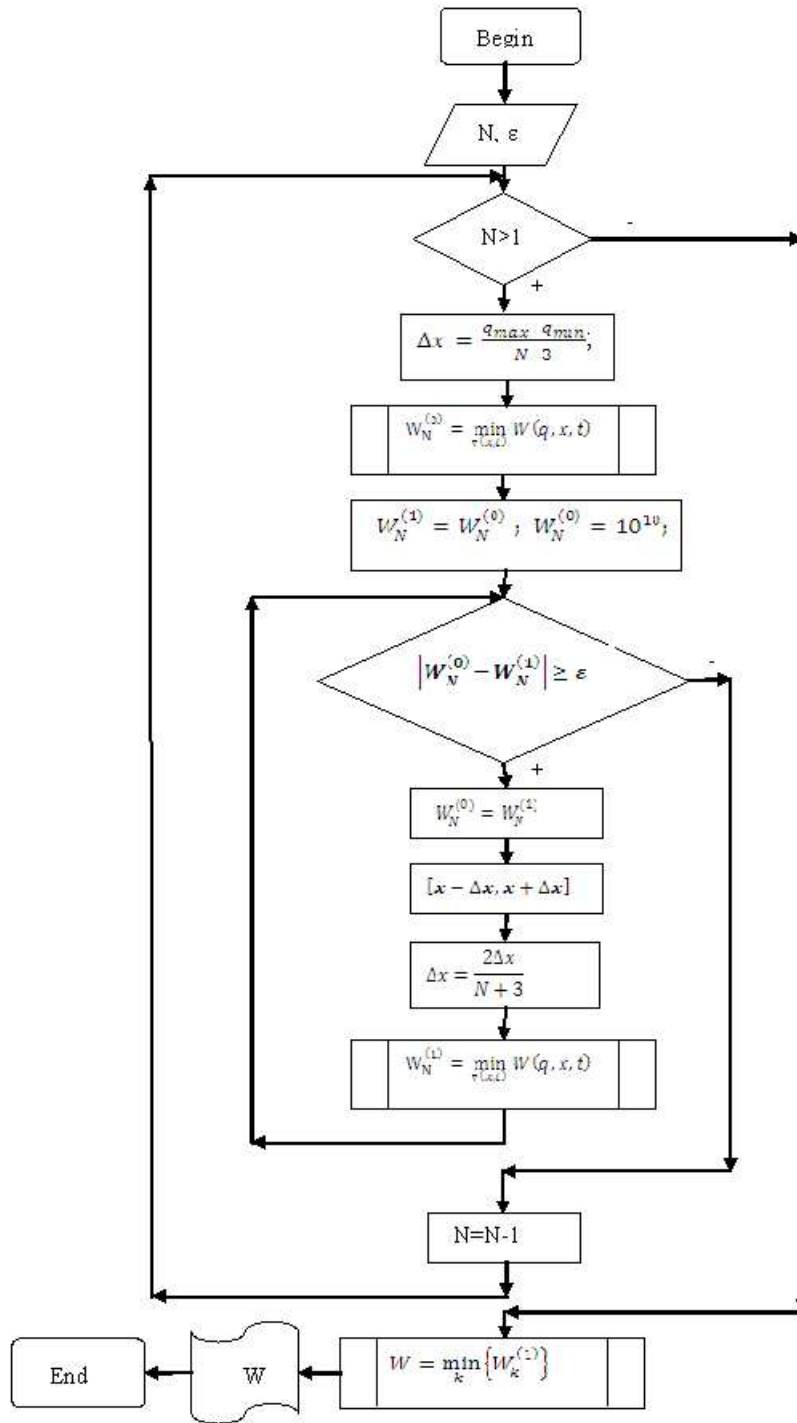 Begin
N, ε
N>1
-
+
Δx = q_max q_min / N 3;
W_N^(0) = min W(q, x, t)
W_N^(1) = W_N^(0) ; W_N^(0) = 10^10;
|W_N^(0) − W_N^(1)| ≥ ε
-
+
W_N^(0) = W_N^(1)
[x − Δx, x + Δx]
Δx = 2Δx / N + 3
W_N^(1) = min W(q, x, t)
N=N-1
W = min_k {W_k^(1)}
W
End